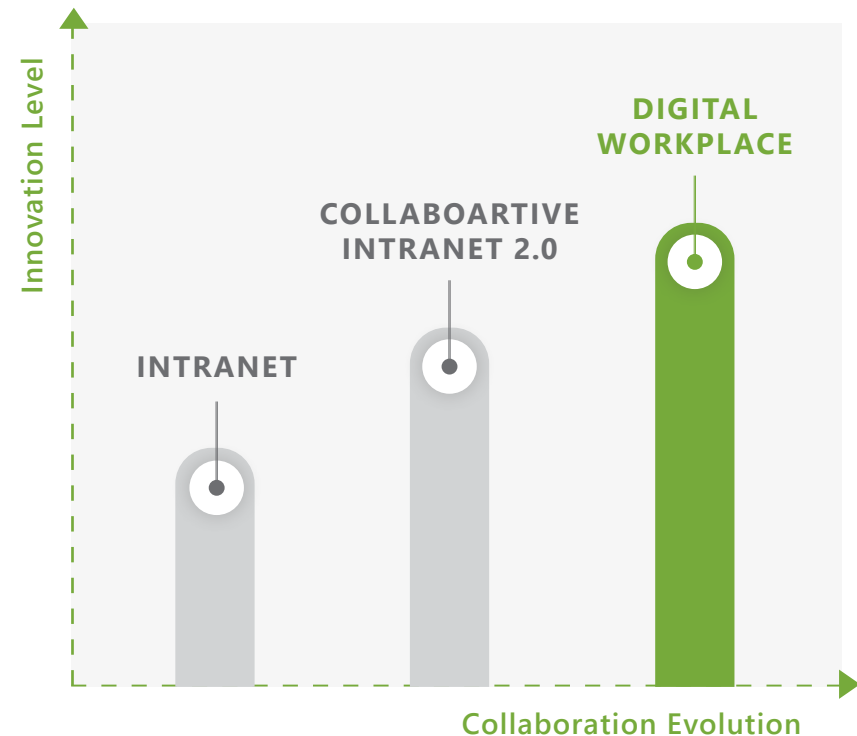 Innovation Level
DIGITAL
WORKPLACE
COLLABOARTIVE
INTRANET 2.0
INTRANET
Collaboration Evolution